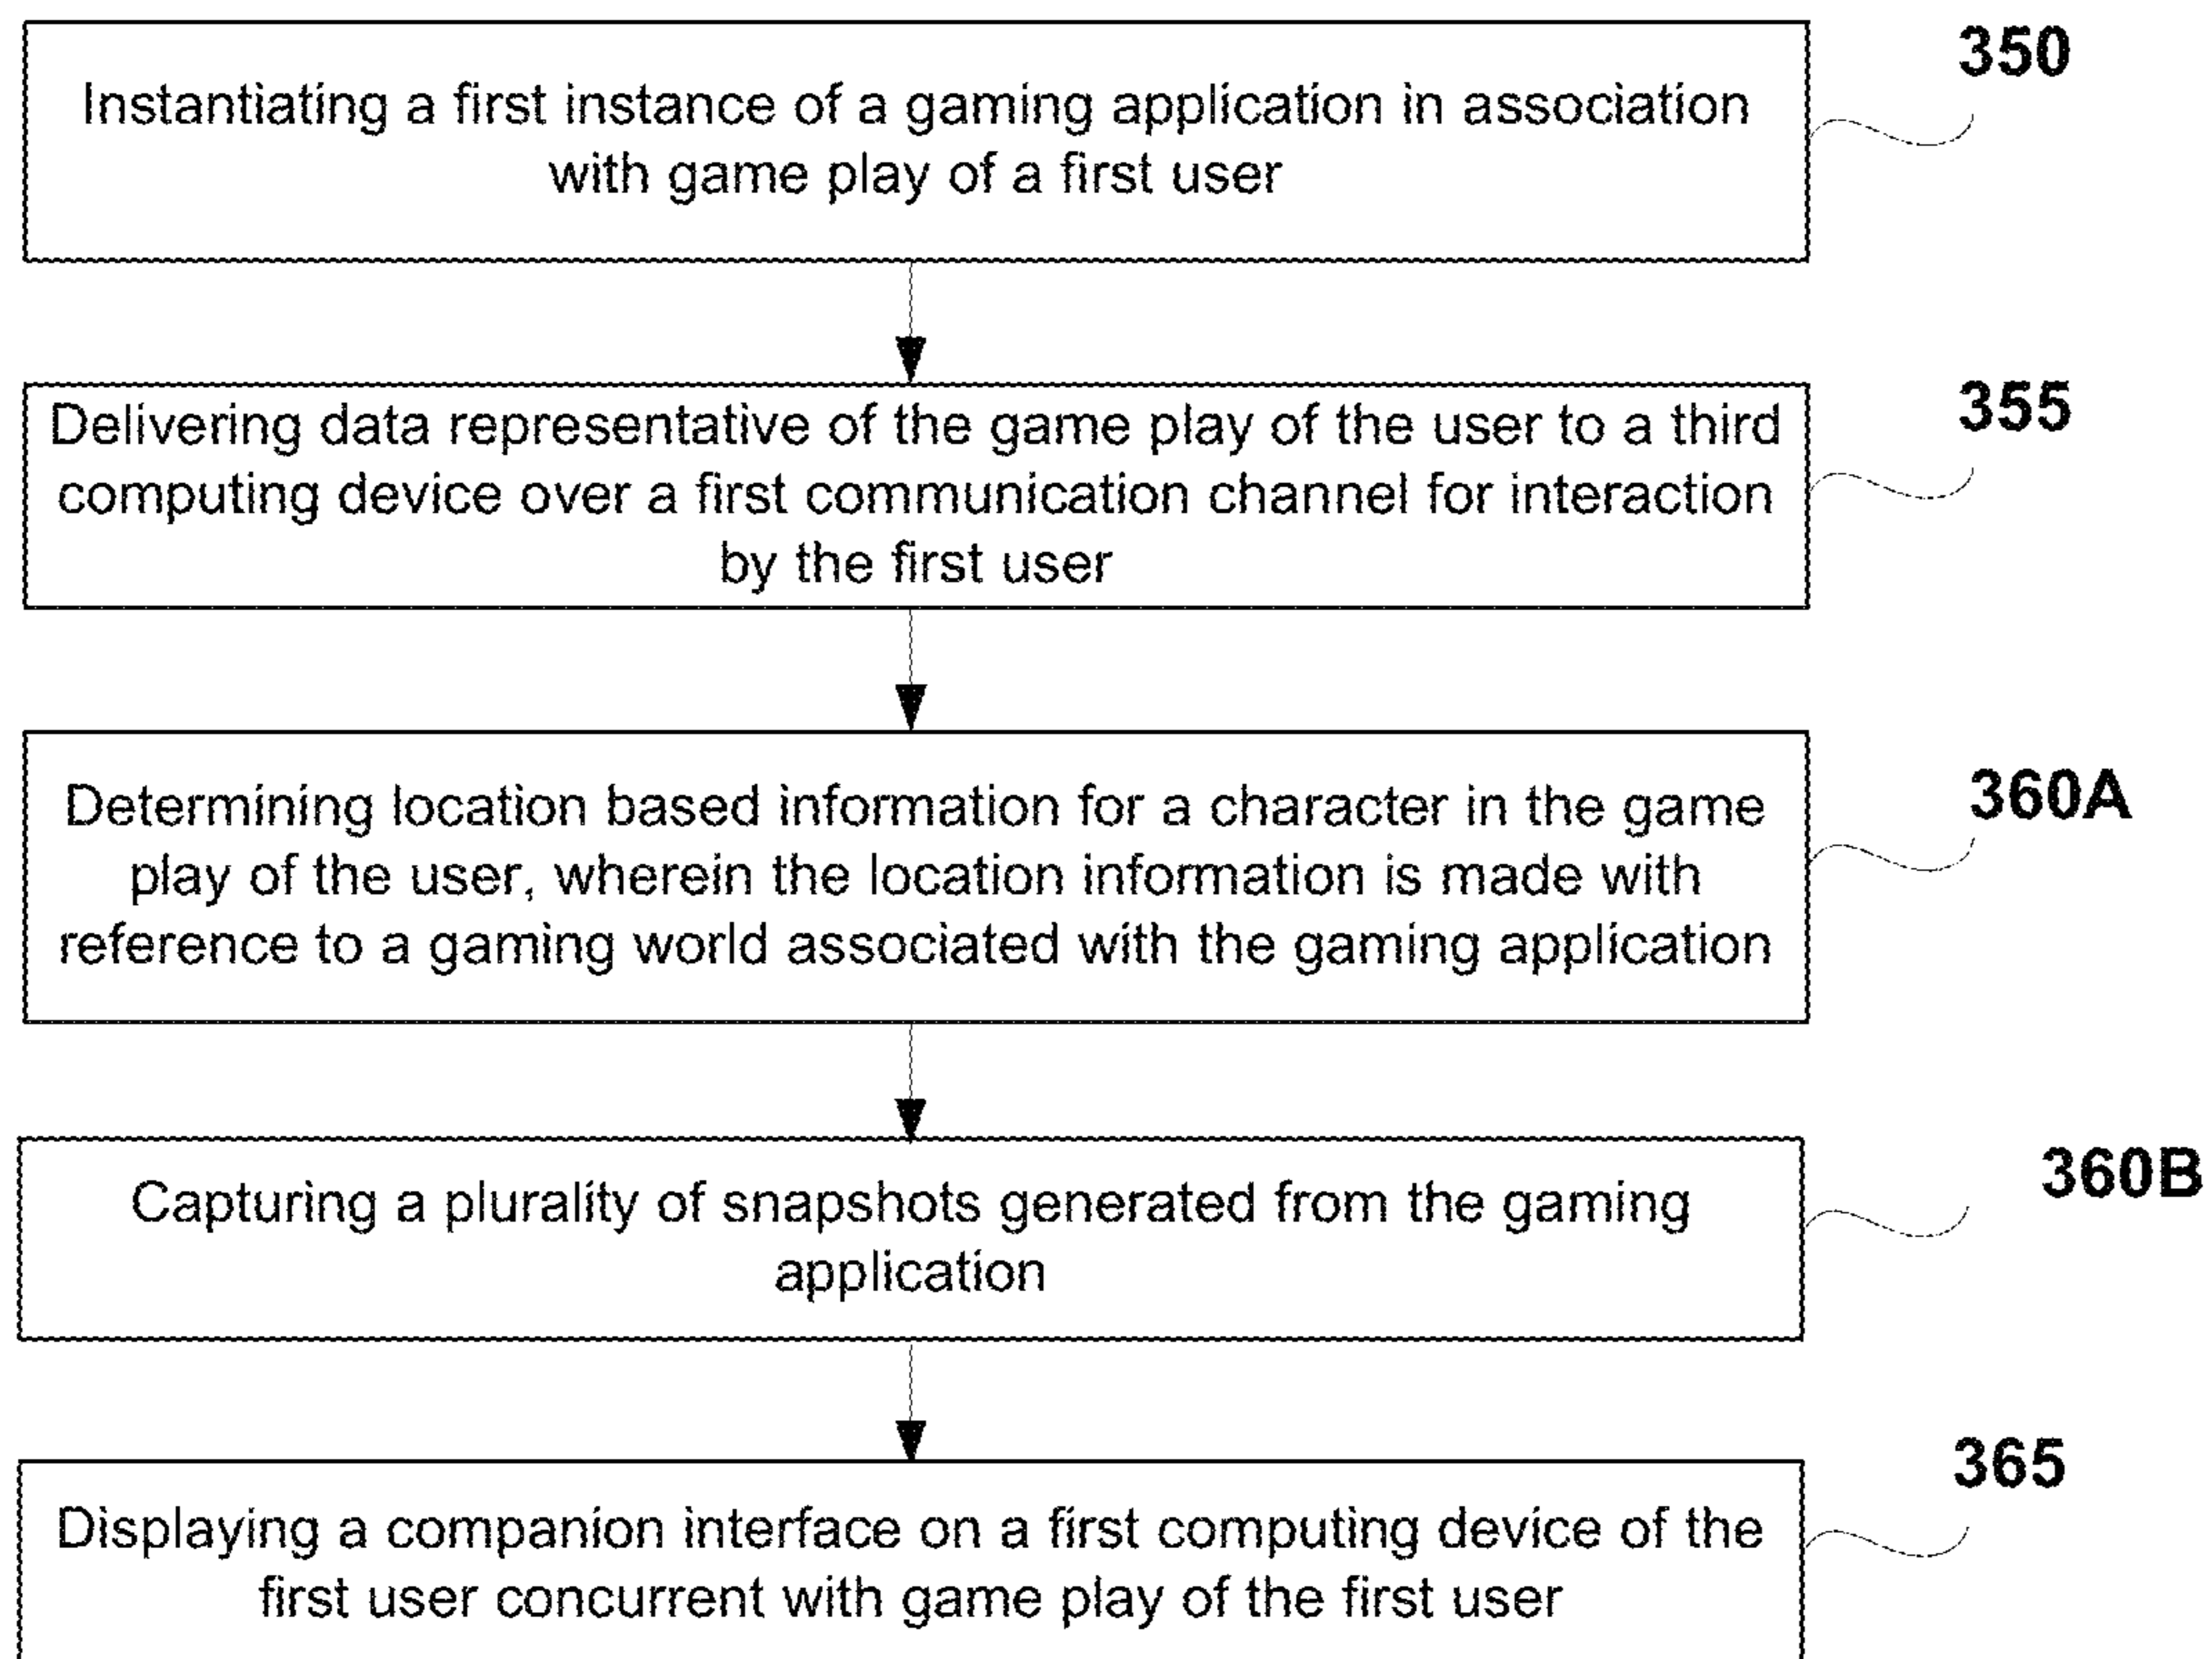 350
Instantiating a first instance of a gaming application in association
with game play of a first user
355
Delivering data representative of the game play of the user to a third
computing device over a first communication channel for interaction
by the first user
360A
Determining location based information for a character in the game
play of the user, wherein the location information is made with
reference to a gaming world associated with the gaming application
360B
Capturing a plurality of snapshots generated from the gaming
application
365
Displaying a companion interface on a first computing device of the
first user concurrent with game play of the first user